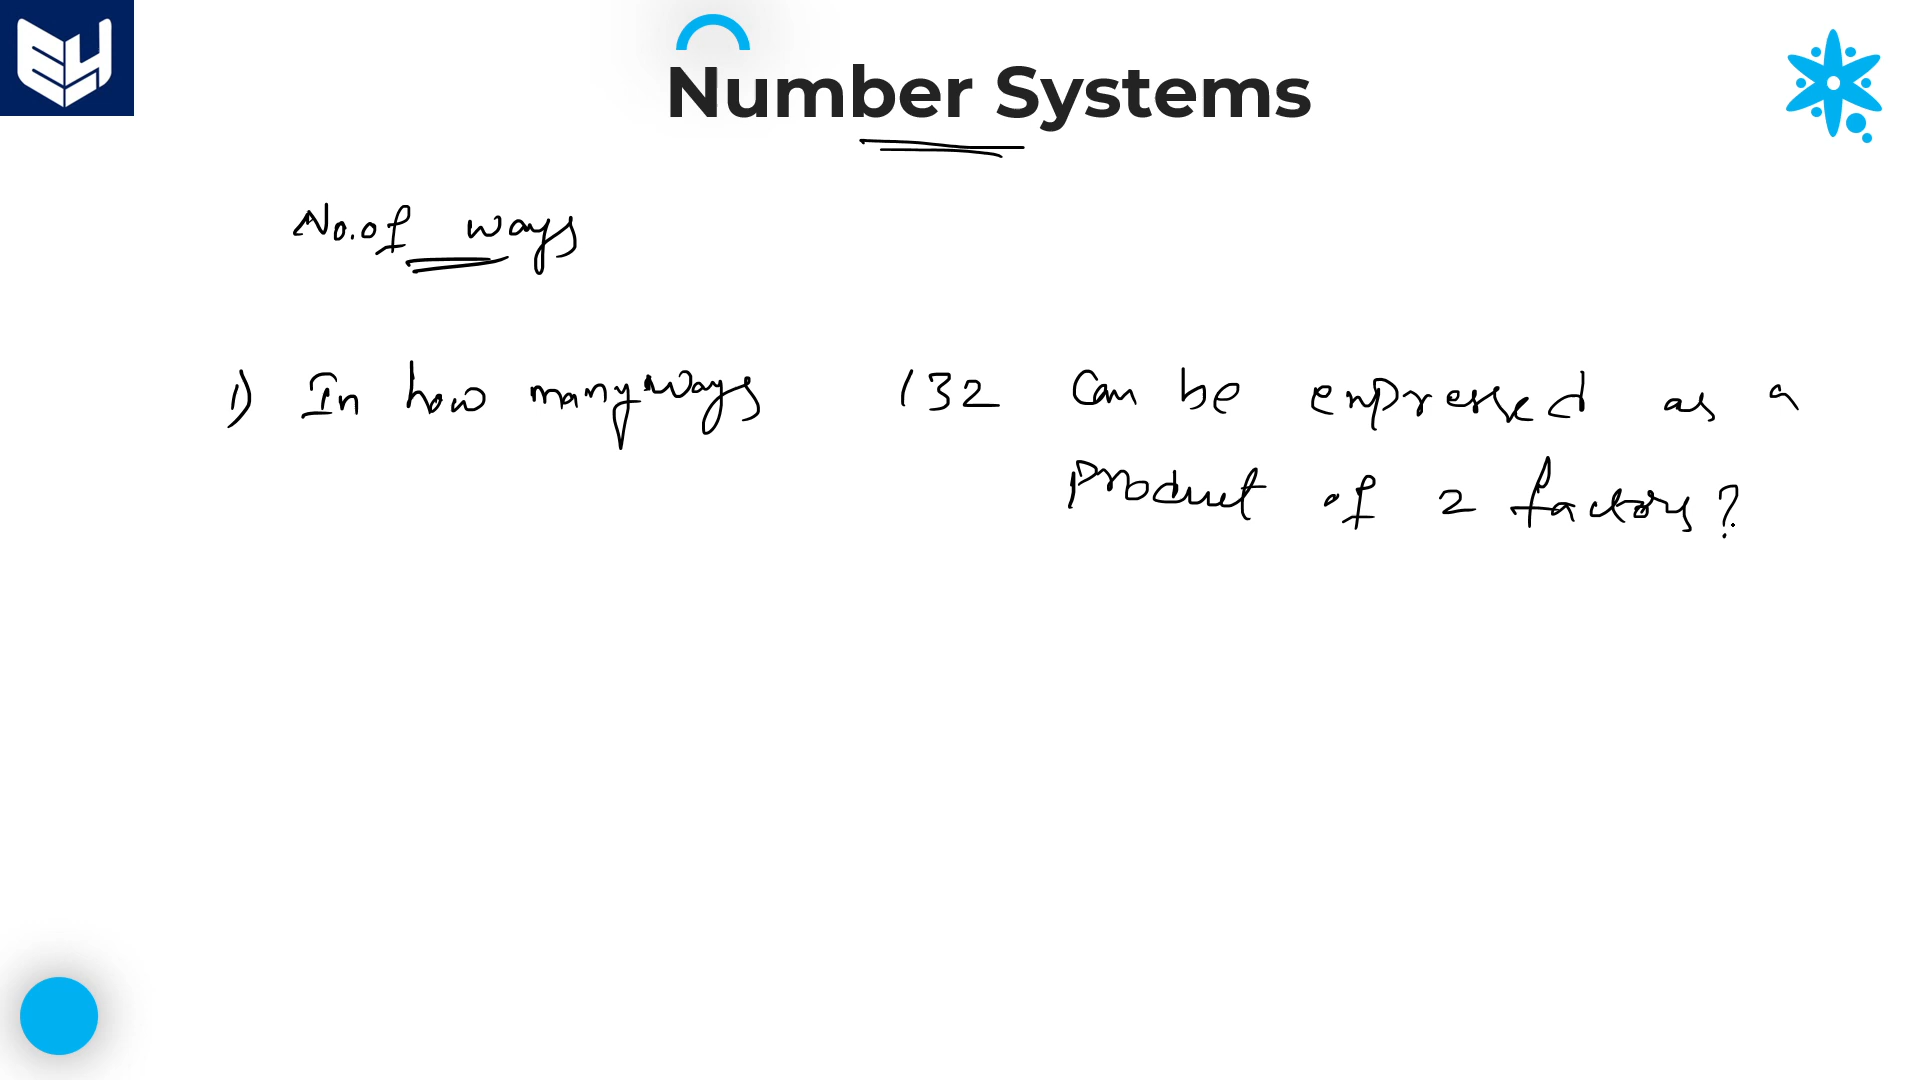 Number Systems
No. of ways
1) In how many ways 132 can be expressed as a
product of 2 factors?